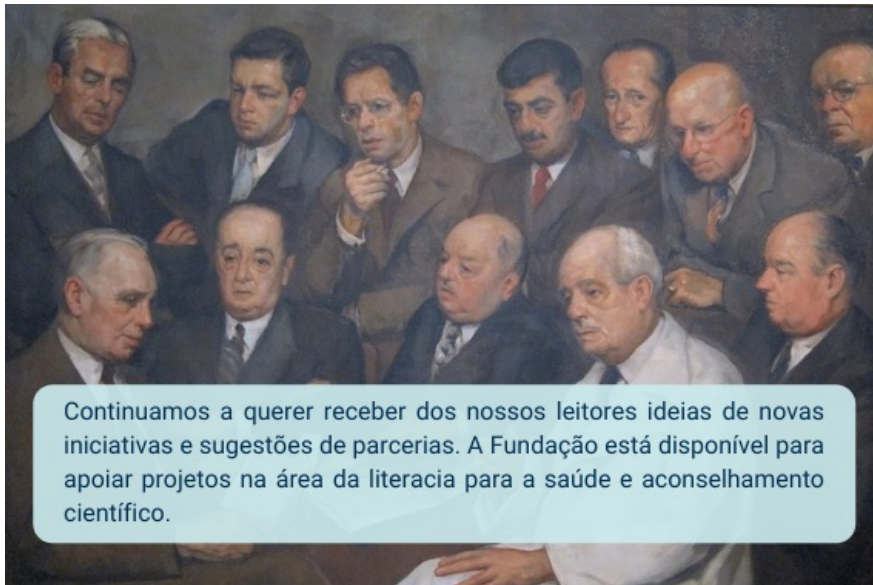 Continuamos a querer receber dos nossos leitores ideias de novas
iniciativas e sugestões de parcerias. A Fundação está disponível para
apoiar projetos na área da literacia para a saúde e aconselhamento
científico.